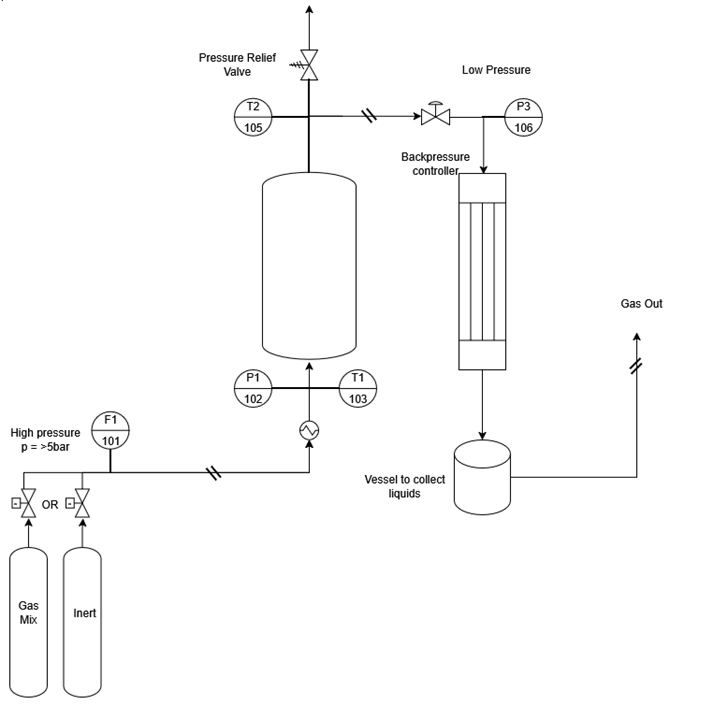 Pressure Relief
Valve
Low Pressure
T2
105
P3
106
Backpressure
controller
Gas Out
P1
102
T1
103
F1
101
High pressure
p = >5bar
OR
Vessel to collect
liquids
Gas
Mix
Inert